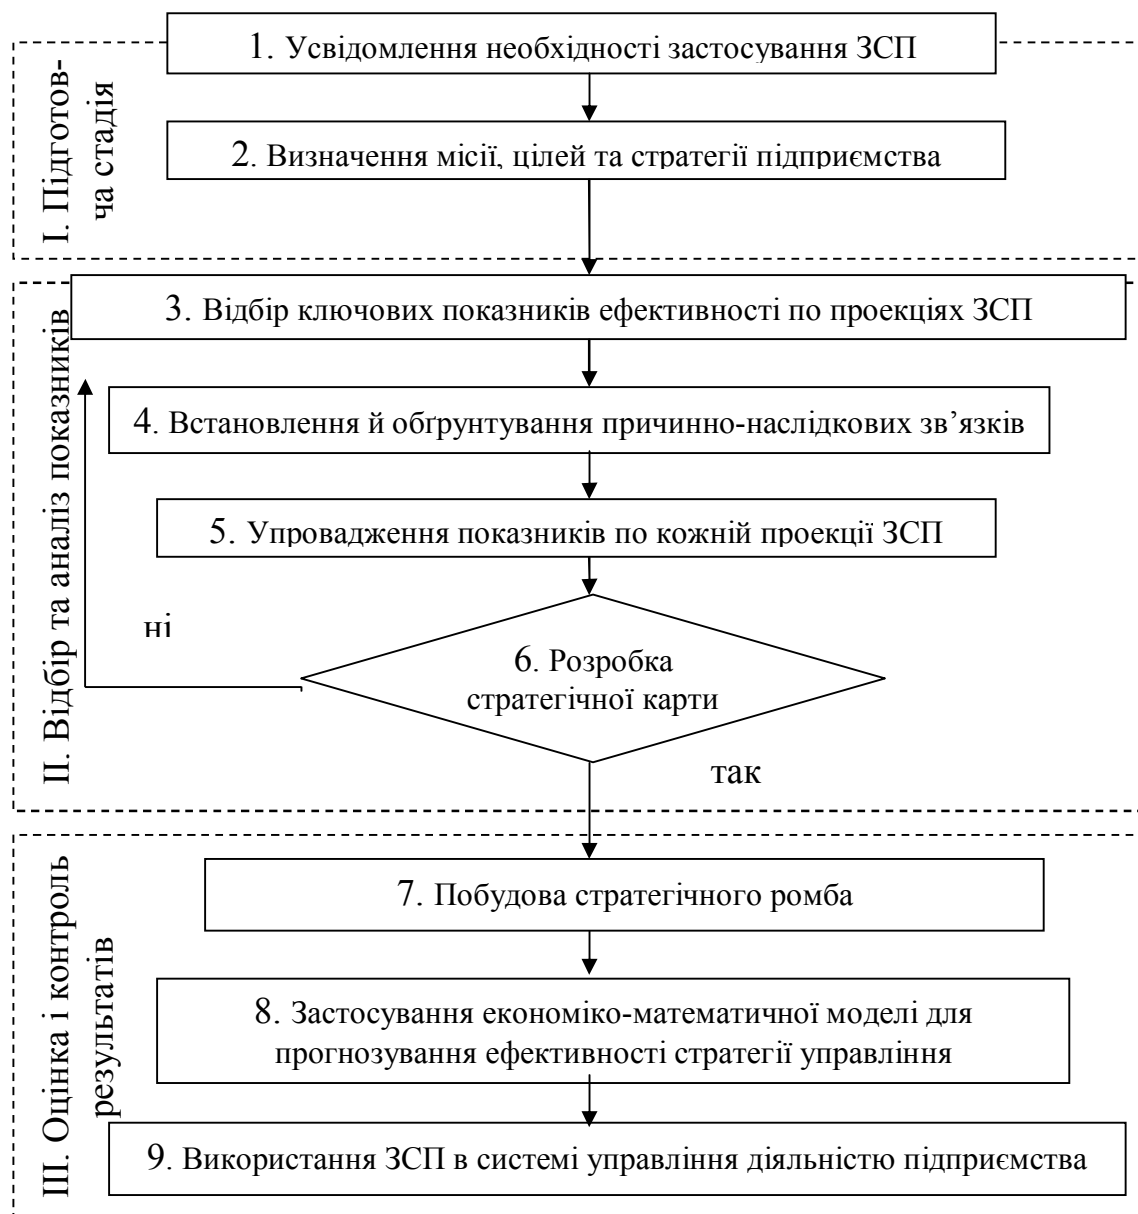 І. Підготов-
ча стадія
1. Усвідомлення необхідності застосування ЗСП
2. Визначення місії, цілей та стратегії підприємства
ІІ. Відбір та аналіз показників
3. Відбір ключових показників ефективності по проекціях ЗСП
4. Встановлення й обґрунтування причинно-наслідкових зв’язків
5. Упровадження показників по кожній проекції ЗСП
ні
6. Розробка
стратегічної карти
так
ІІІ. Оцінка і контроль
результатів
7. Побудова стратегічного ромба
8. Застосування економіко-математичної моделі для
прогнозування ефективності стратегії управління
9. Використання ЗСП в системі управління діяльністю підприємства